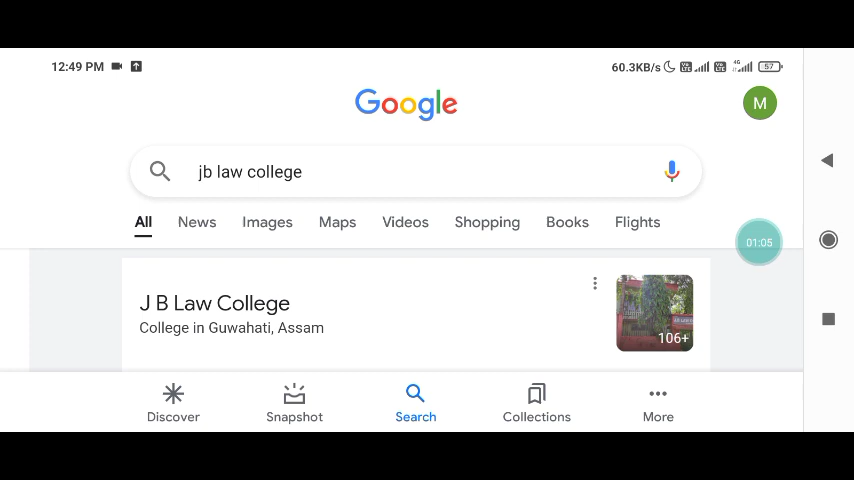 12:49 PM 60.3KB/s 4G 57
Google
M
jb law college
All News Images Maps Videos Shopping Books Flights
01:05
J B Law College
College in Guwahati, Assam
106+
Discover Snapshot Search Collections More